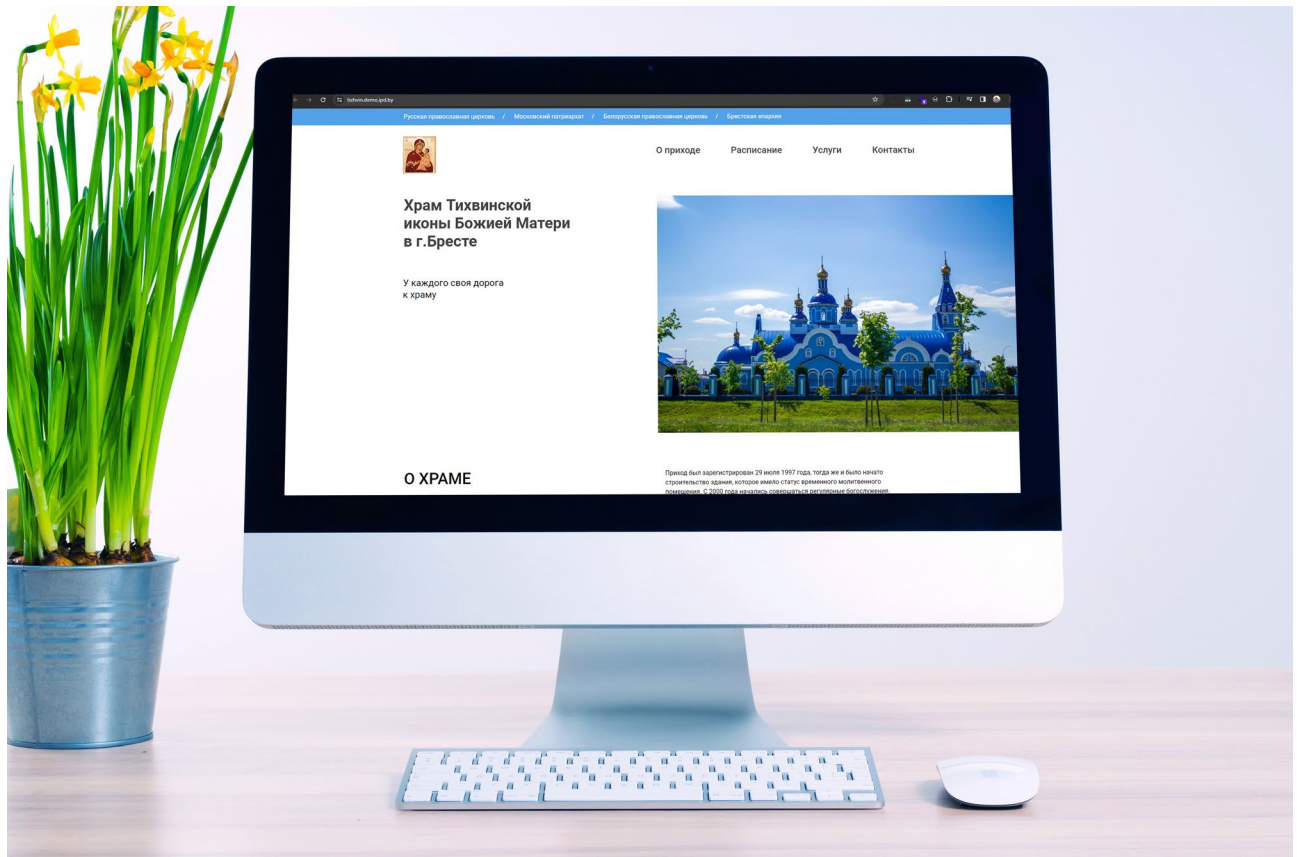 tichvin.demo.ipd.by
Русская православная церковь / Московский патриархат / Белорусская православная церковь / Брестская епархия
О приходе Расписание Услуги Контакты
Храм Тихвинской
иконы Божией Матери
в г.Бресте
У каждого своя дорога
к храму
О ХРАМЕ
Приход был зарегистрирован 29 июля 1997 года, тогда же и было начато
строительство здания, которое имело статус временного молитвенного
помещения. С 2000 года начались совершаться регулярные богослужения.